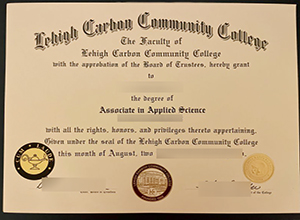 Lehigh Carbon Community College
The Faculty of
Lehigh Carbon Community College
with the approbation of the Board of Trustees, hereby grant
to
the degree of
Associate in Applied Science
with all the rights, honors, and privileges thereto appertaining.
Given under the seal of the Lehigh Carbon Community College
this month of August, two
CUM LAUDE